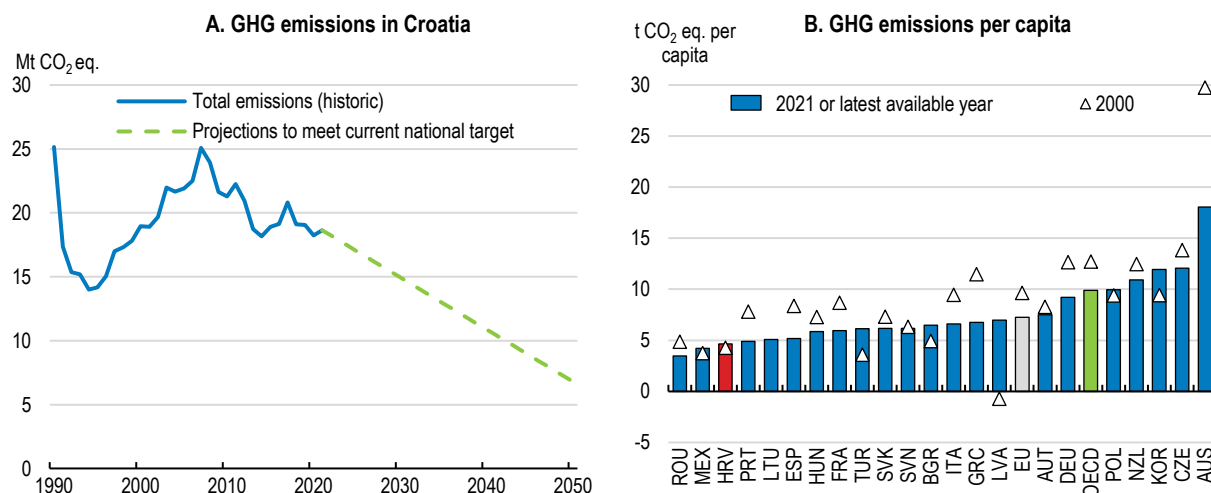 A. GHG emissions in Croatia
Mt CO₂ eq.
30
Total emissions (historic)
Projections to meet current national target
25
20
15
10
5
0
1990 2000 2010 2020 2030 2040 2050
B. GHG emissions per capita
t CO₂ eq. per
capita
30
2021 or latest available year
2000
25
20
15
10
5
0
-5
ROU
MEX
HRV
PRT
LTU
ESP
HUN
FRA
TUR
SVK
SVN
BGR
ITA
GRC
LVA
EU
AUT
DEU
OECD
POL
NZL
KOR
CZE
AUS